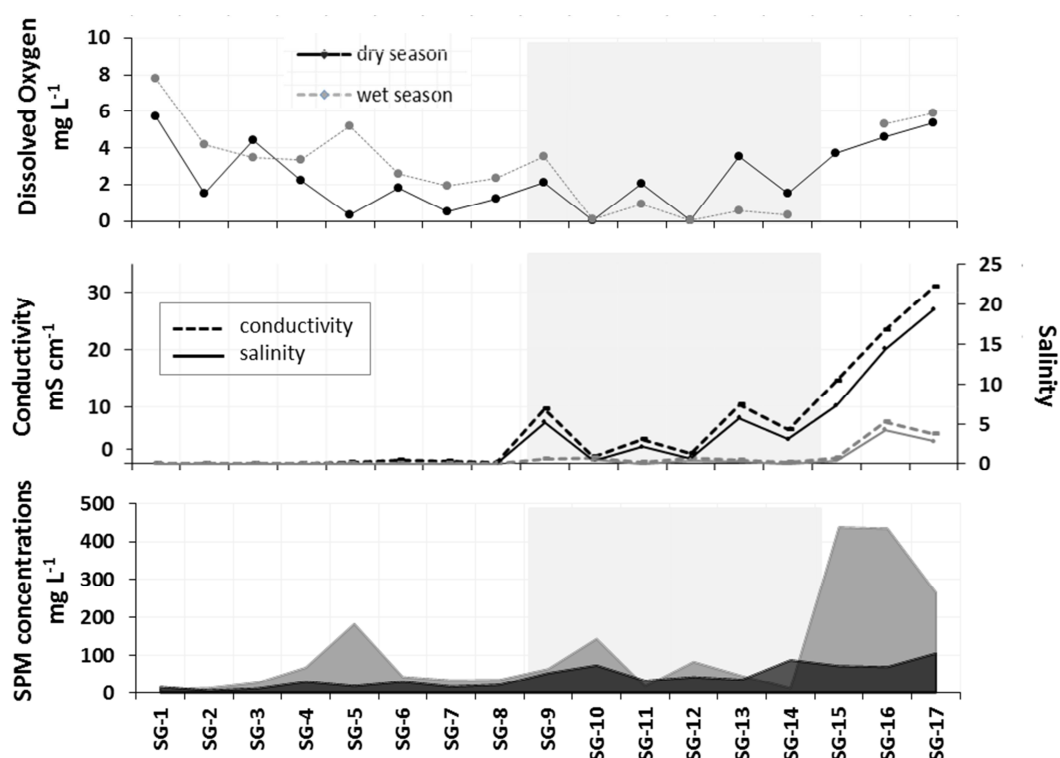 Dissolved Oxygen
mg L-1
10
8
6
4
2
0
dry season
wet season
Conductivity
mS cm-1
30
20
10
0
conductivity
salinity
25
20
15
10
5
0
Salinity
SPM concentrations
mg L-1
500
400
300
200
100
0
SG-1
SG-2
SG-3
SG-4
SG-5
SG-6
SG-7
SG-8
SG-9
SG-10
SG-11
SG-12
SG-13
SG-14
SG-15
SG-16
SG-17